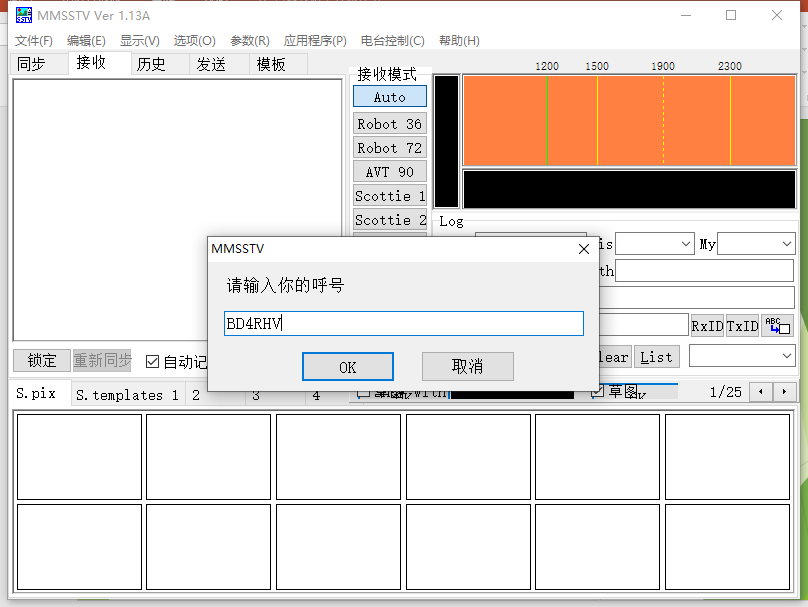 MMSSTV Ver 1.13A
文件(F) 编辑(E) 显示(V) 选项(O) 参数(R) 应用程序(P) 电台控制(C) 帮助(H)
同步 接收 历史 发送 模板
接收模式
1200 1500 1900 2300
Auto
Robot 36
Robot 72
AVT 90
Scottie 1
Scottie 2
Log
is My
th
MMSSTV
请输入你的呼号
BD4RHV
OK 取消
RxID TxID ABC
lear List
锁定 重新同步 自动记
S.pix S.templates 1 2 3 4
with 草图 1/25